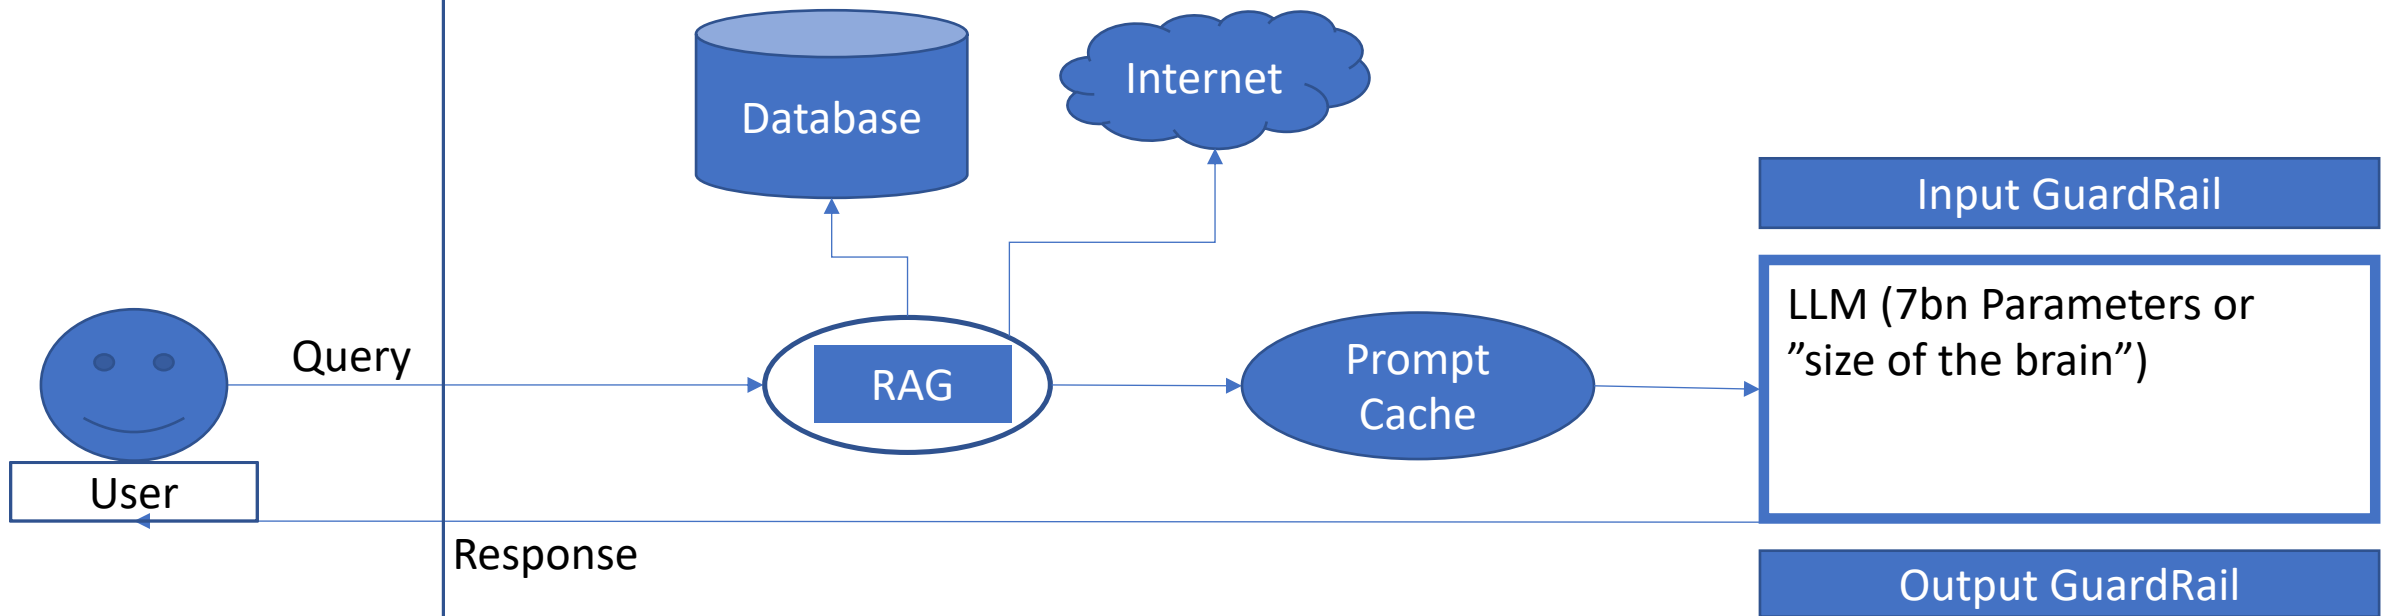 Database
Internet
Input GuardRail
LLM (7bn Parameters or
”size of the brain”)
Query
RAG
Prompt
Cache
User
Response
Output GuardRail